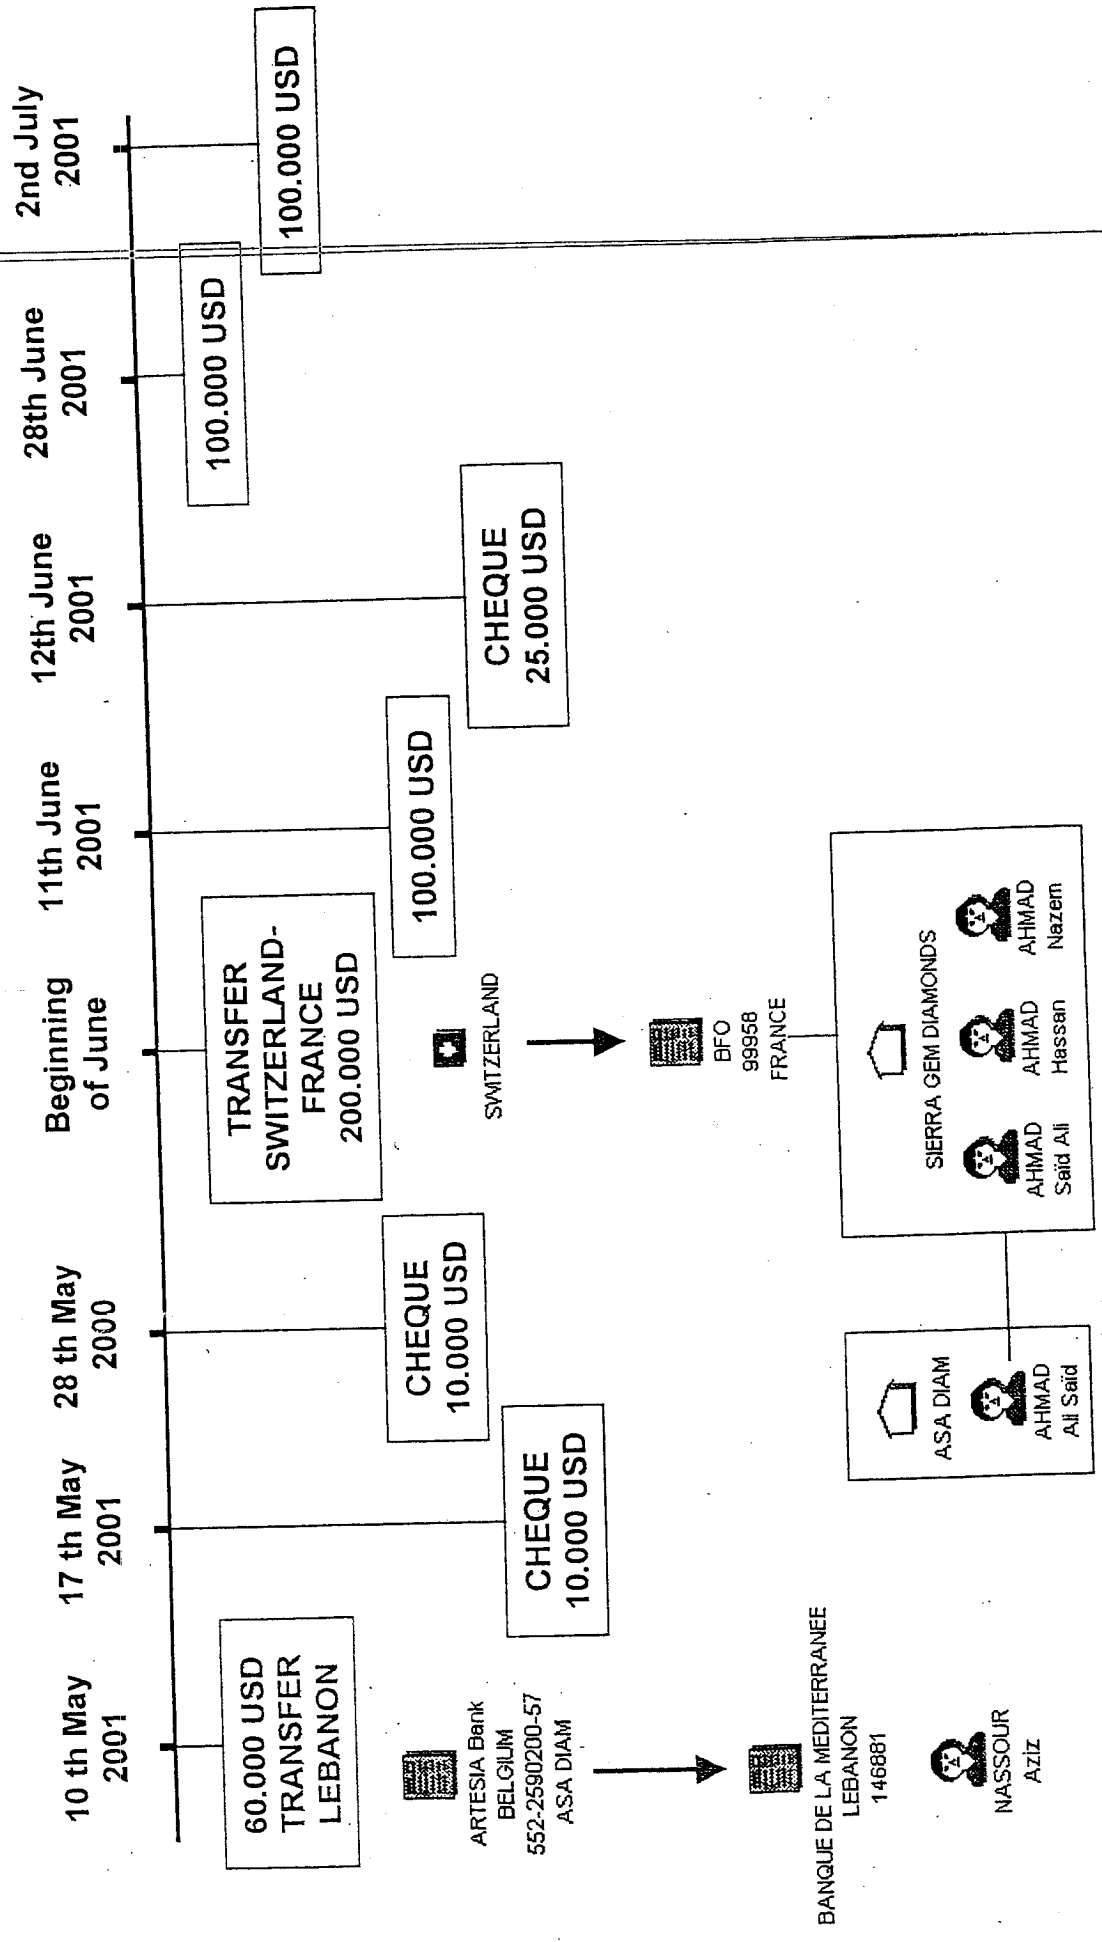 10 th May
2001
17 th May
2001
28 th May
2000
Beginning
of June
11th June
2001
12th June
2001
28th June
2001
2nd July
2001
60.000 USD
TRANSFER
LEBANON
CHEQUE
10.000 USD
CHEQUE
10.000 USD
TRANSFER
SWITZERLAND-
FRANCE
200.000 USD
100.000 USD
CHEQUE
25.000 USD
100.000 USD
100.000 USD
ARTESIA Bank
BELGIUM
552-2590200-57
ASA DIAM
BANQUE DE LA MEDITERRANEE
LEBANON
146681
NASSOUR
Aziz
SWITZERLAND
BFO
99958
FRANCE
ASA DIAM
AHMAD
Ali Saïd
SIERRA GEM DIAMONDS
AHMAD
Saïd Ali
AHMAD
Hassan
AHMAD
Nazem